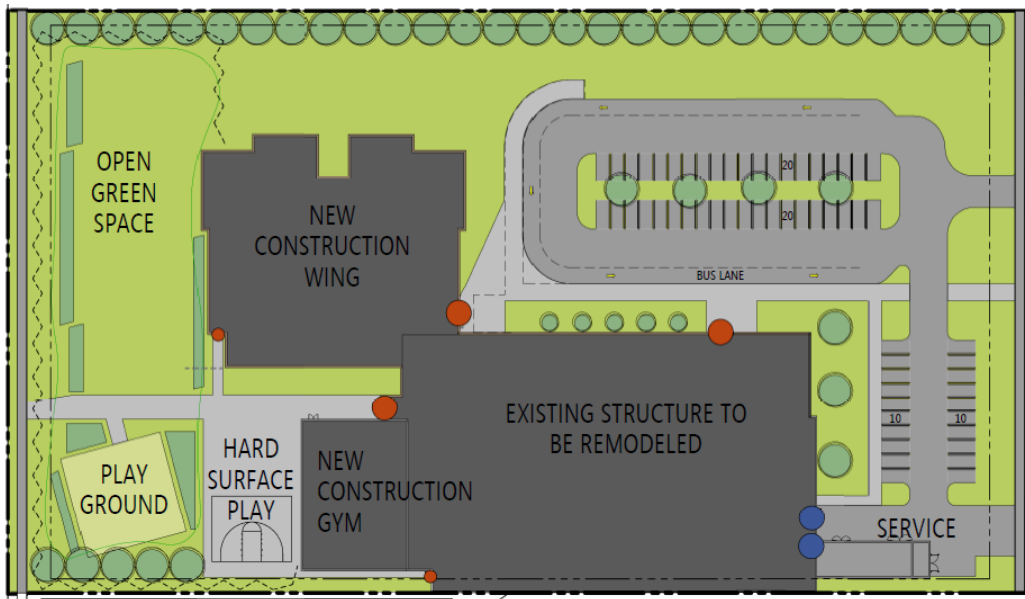 OPEN
GREEN
SPACE
NEW
CONSTRUCTION
WING
20
20
BUS LANE
EXISTING STRUCTURE TO
BE REMODELED
10
10
PLAY
GROUND
HARD
SURFACE
PLAY
NEW
CONSTRUCTION
GYM
SERVICE